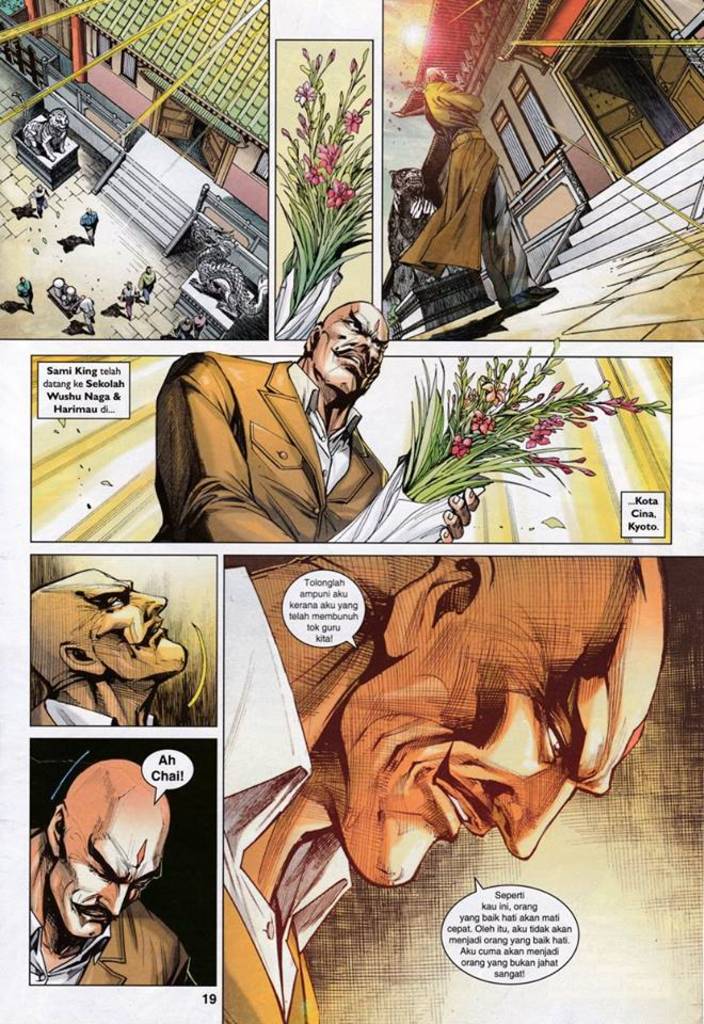 Sami King telah
datang ke Sekolah
Wushu Naga &
Harimau di...
...Kota
Cina,
Kyoto.
Tolonglah
ampuni aku
kerana aku yang
telah membunuh
tok guru
kita!
Ah
Chai!
Seperti
kau ini, orang
yang baik hati akan mati
cepat. Oleh itu, aku tidak akan
menjadi orang yang baik hati.
Aku cuma akan menjadi
orang yang bukan jahat
sangat!
19